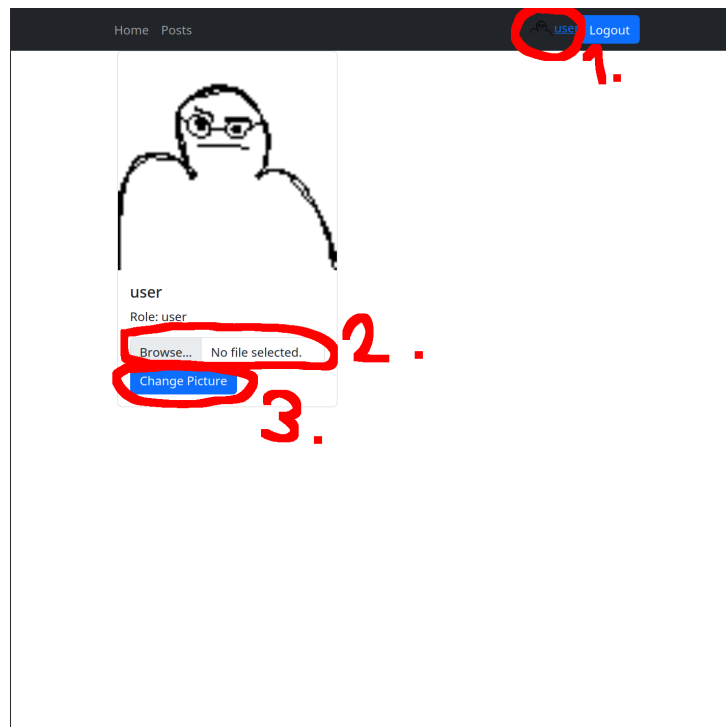 Home Posts user Logout
1.
user
Role: user
Browse... No file selected. 2.
Change Picture
3.